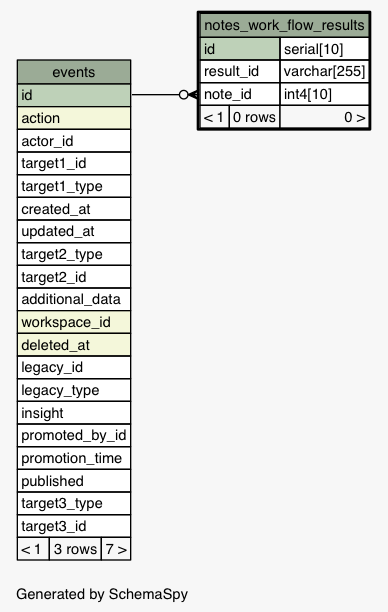 notes_work_flow_results
id serial[10]
result_id varchar[255]
note_id int4[10]
< 1 0 rows 0 >
events
id
action
actor_id
target1_id
target1_type
created_at
updated_at
target2_type
target2_id
additional_data
workspace_id
deleted_at
legacy_id
legacy_type
insight
promoted_by_id
promotion_time
published
target3_type
target3_id
< 1 3 rows 7 >
Generated by SchemaSpy